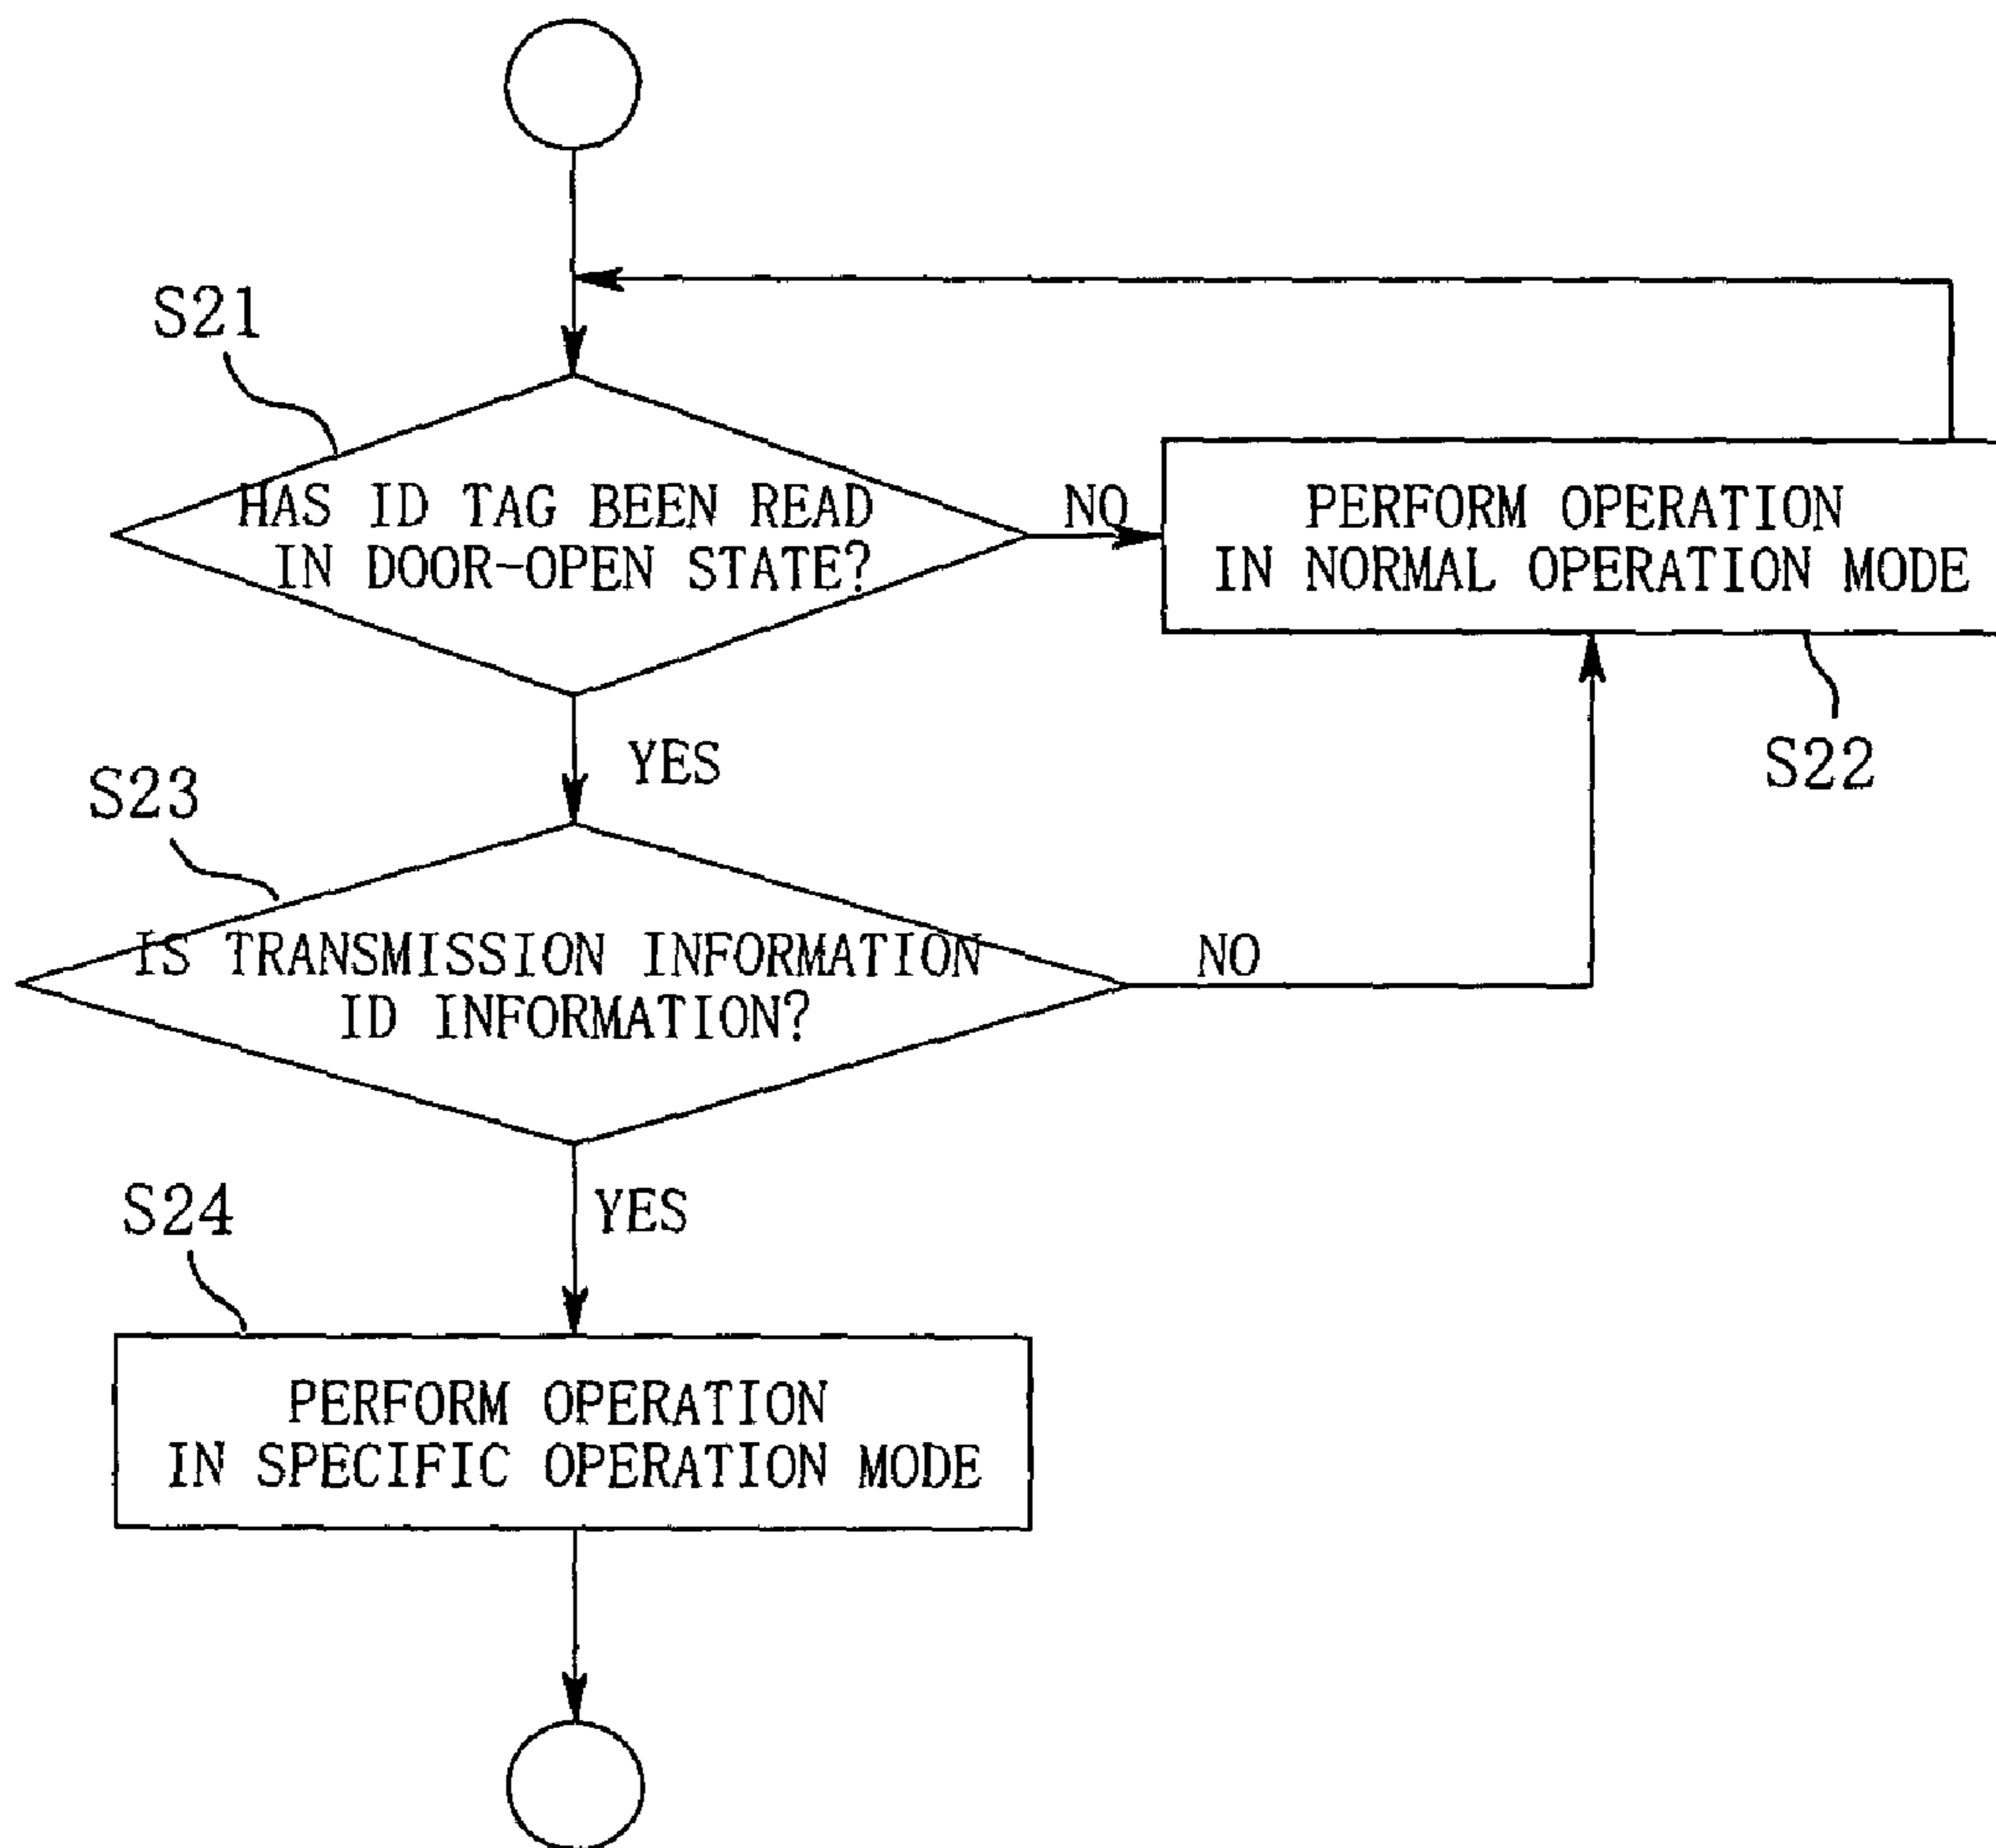 S21
HAS ID TAG BEEN READ
IN DOOR-OPEN STATE?
NO
PERFORM OPERATION
IN NORMAL OPERATION MODE
S22
YES
S23
IS TRANSMISSION INFORMATION
ID INFORMATION?
NO
YES
S24
PERFORM OPERATION
IN SPECIFIC OPERATION MODE